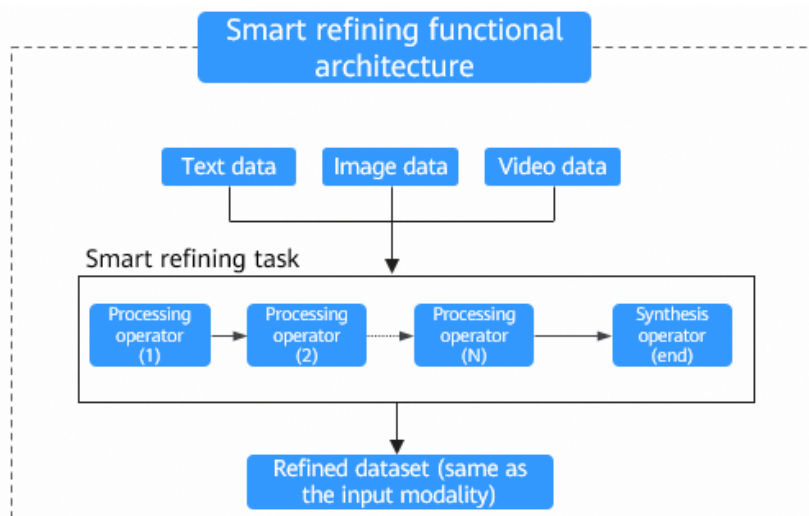 Smart refining functional
architecture
Text data
Image data
Video data
Smart refining task
Processing
operator
(1)
Processing
operator
(2)
Processing
operator
(N)
Synthesis
operator
(end)
Refined dataset (same as
the input modality)